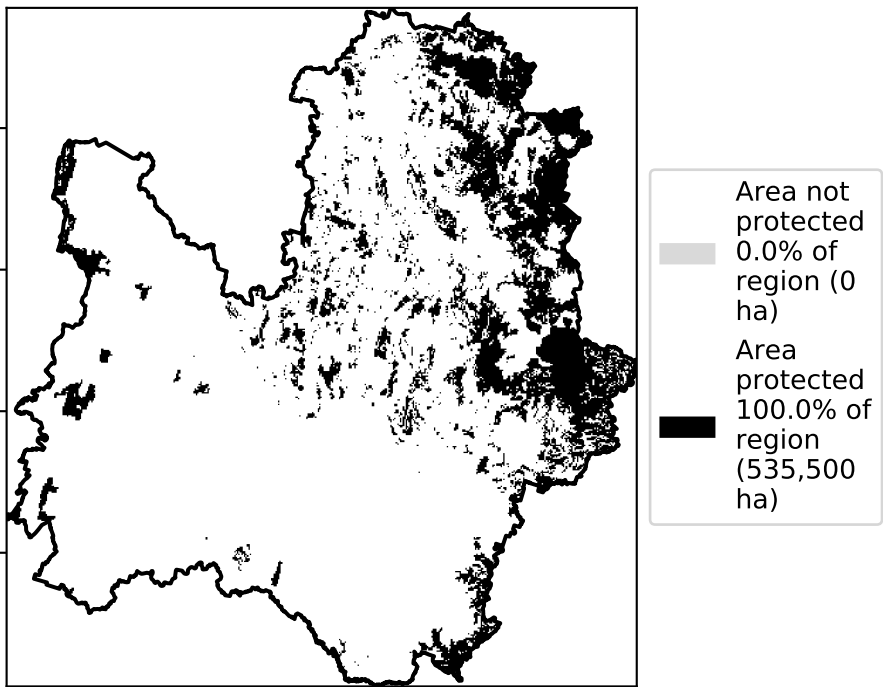 Area not
protected
0.0% of
region (0
ha)
Area
protected
100.0% of
region
(535,500
ha)